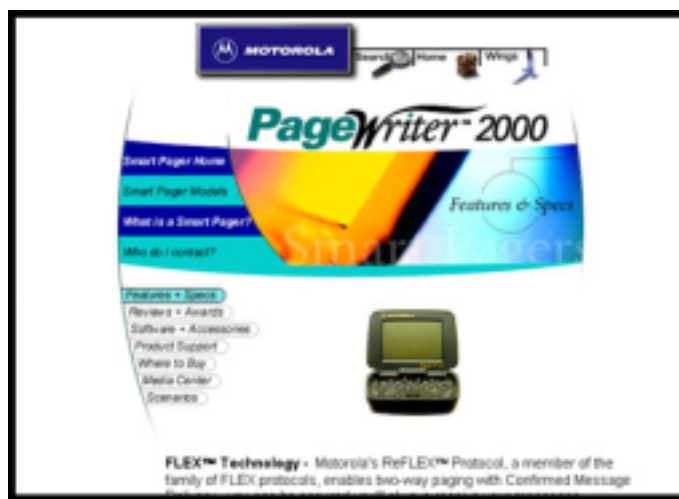 MOTOROLA
Search Home Wings
PageWriter™ 2000
Smart Pager Home
Smart Pager Models
What is a Smart Pager?
Who do I contact?
Features & Specs
Smart Pagers
Features + Specs
Reviews + Awards
Software + Accessories
Product Support
Where to Buy
Media Center
Scenarios
FLEX™ Technology - Motorola's ReFLEX™ Protocol, a member of the
family of FLEX protocols, enables two-way paging with Confirmed Message